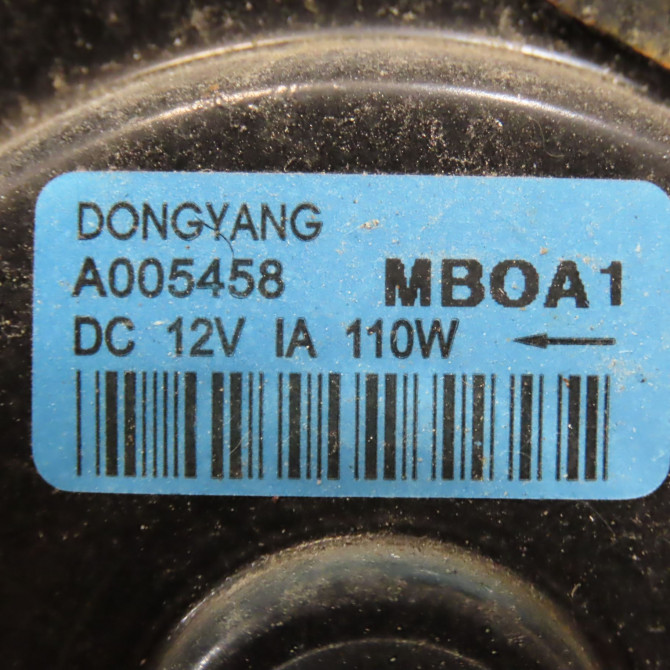 DONGYANG
A005458 MBOA1
DC 12V IA 110W